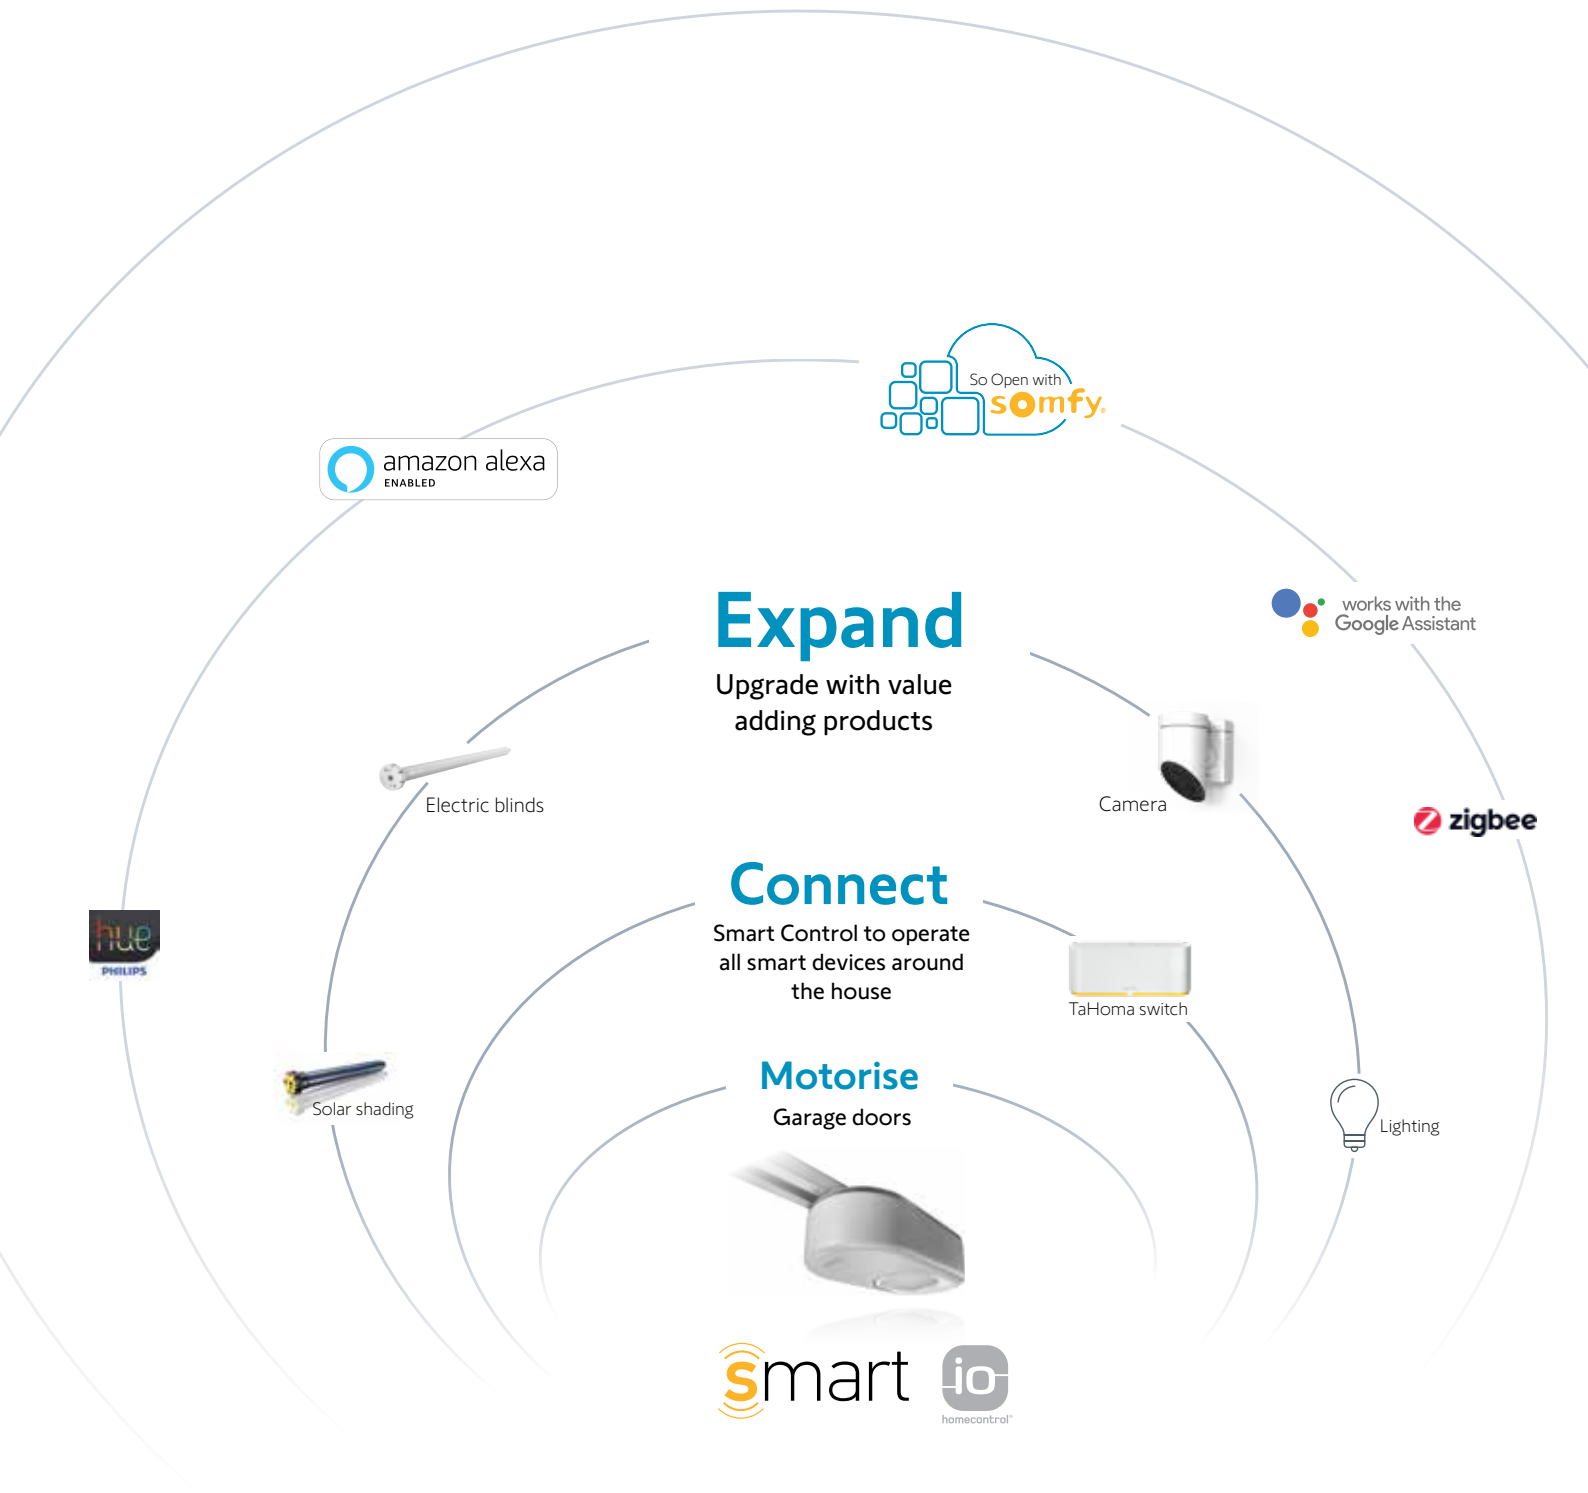 So Open with
somfy®
amazon alexa
ENABLED
Expand
Upgrade with value
adding products
works with the
Google Assistant
Electric blinds
Camera
zigbee
Connect
Smart Control to operate
all smart devices around
the house
hue
PHILIPS
TaHoma switch
Motorise
Garage doors
Solar shading
Lighting
smart
io
homecontrol®